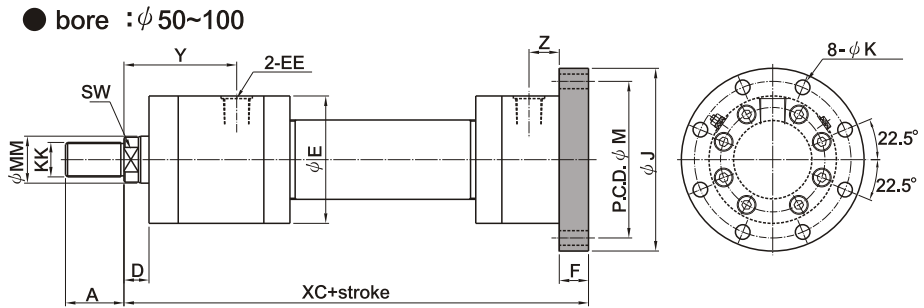 ● bore :φ50~100
Y
Z
2-EE
8-φK
SW
φMM
KK
φE
P.C.D. φM
φJ
22.5°
22.5°
D
F
A
XC+stroke